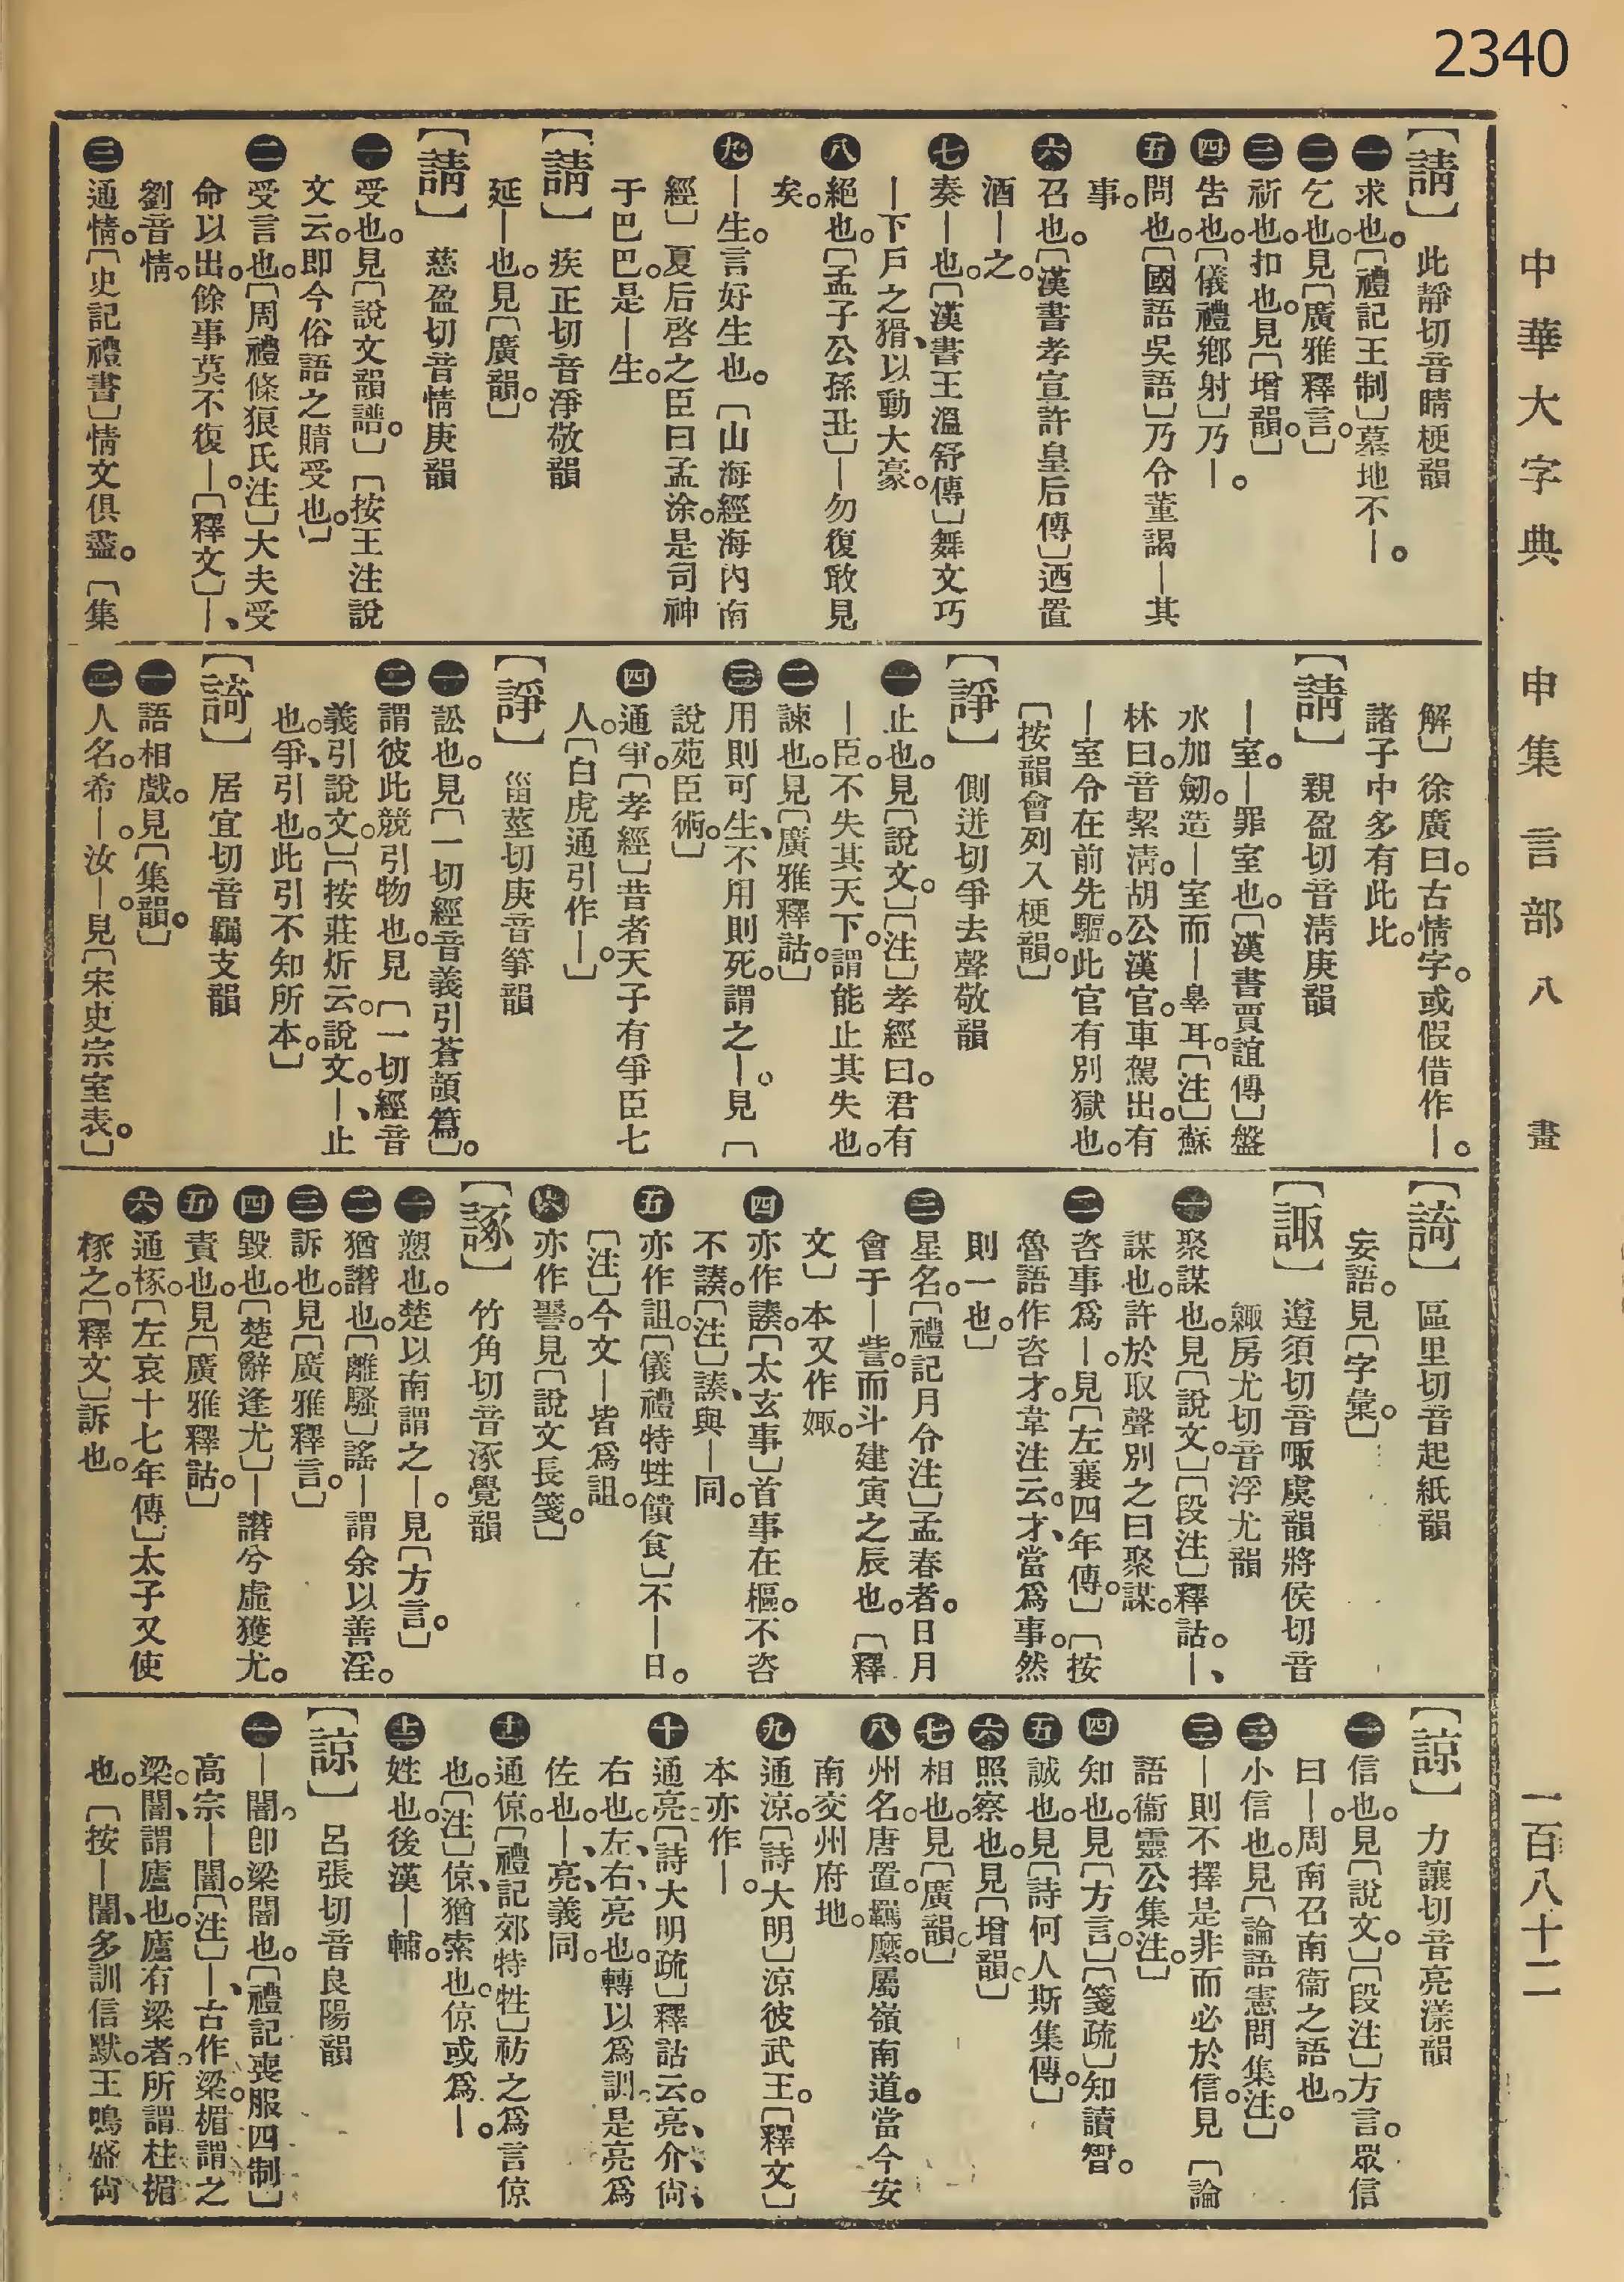 2340
中華大字典　申集　言部　八畫　一百八十二
【請】此靜切音睛梗韻
㊀求也。〔禮記王制〕墓地不—。
㊁乞也。見〔廣雅釋言。〕
㊂祈也。扣也。見〔增韻。〕
㊃告也。〔儀禮鄉射〕乃—。
㊄問也。〔國語吳語〕乃令董謁—其
事。
㊅召也。〔漢書孝宣許皇后傳〕迺置
酒—之。
㊆奏—也。〔漢書王溫舒傳〕舞文巧
—下戶之猾、以動大豪。
㊇絕也。〔孟子公孫丑〕—勿復敢見
矣。
㊈—生。言好生也。〔山海經海內南
經〕夏后啓之臣曰孟涂。是司神
于巴巴。是—生。
【請】疾正切音淨敬韻
延—也。見〔廣韻。〕
【請】慈盈切音情庚韻
㊀受也。見〔說文韻譜。〕〔按王注說
文云。即今俗語之贃受也。〕
㊁受言也。〔周禮條狼氏注〕大夫受
命以出。餘事莫不復—。〔釋文〕—、
劉音情。
㊂通情。〔史記禮書〕情文俱盡。〔集
解〕徐廣曰。古情字。或假借作—。
諸子中多有此比。
【請】親盈切音淸庚韻
—室。—罪室也。〔漢書賈誼傳〕盤
水加劒。造—室而—辠耳。〔注〕蘇
林曰。音絜淸。胡公漢官。車駕出。有
—室令在前先驅。此官有別獄也。
〔按韻會列入梗韻。〕
【諍】側迸切爭去聲敬韻
㊀止也。見〔說文。〕〔注〕孝經曰。君有
—臣。不失其天下。謂能止其失也。
㊁諫也。見〔廣雅釋詁。〕
㊂用則可生、不用則死。謂之—。見〔
說苑臣術。〕
㊃通爭。〔孝經〕昔者。天子有爭臣七
人。〔白虎通引作—〕
【諍】甾莖切庚音箏韻
㊀訟也。見〔一切經音義引蒼頡篇〕。
㊁謂彼此競引物也。見〔一切經音
義引說文。〕〔按莊炘云。說文。—、止
也。爭、引也。此引不知所本。〕
【誃】居宜切音羈支韻
㊀語相戲。見〔集韻。〕
㊁人名。希—。汝—。見〔宋史宗室表。〕
【諸】區里切音起紙韻
妄語。見〔字彙。〕
【諏】遵須切音陬虞韻將侯切音
緅房尤切音浮尤韻
㊀聚謀也。見〔說文。〕〔段注〕釋詁。—、
謀也。許於取聲別之曰聚謀。
㊁咨事爲—。見〔左襄四年傳。〕〔按
魯語作咨才。韋注云。才、當爲事。然
則一也。〕
㊂星名。〔禮記月令注〕孟春者。日月
會于—訾。而斗建寅之辰也。〔釋
文〕本又作娵。
㊃亦作諏。〔太玄事〕首事在樞。不咨
不諏。〔注〕諏、與—同。
㊄亦作詛。〔儀禮特牲饋食〕不—日。
〔注〕今文—皆爲詛。
㊅亦作𧫝。見〔說文長箋。〕
【諑】竹角切音涿覺韻
㊀愬也。楚以南謂之—。見〔方言。〕
㊁猶譖也。〔離騷〕謠—謂余以善淫。
㊂訴也。見〔廣雅釋言。〕
㊃毀也。〔楚辭逢尤〕—譖兮虛獲尤。
㊄責也。見〔廣雅釋詁。〕
㊅通椓。〔左哀十七年傳〕太子又使
椓之。〔釋文〕訴也。
【諒】力讓切音亮漾韻
㊀信也。見〔說文。〕〔段注〕方言。眾信
曰—。周南召南衞之語也。
㊁小信也。見〔論語憲問集注。〕
㊂—則不擇是非而必於信。見〔論
語衞靈公集注。〕
㊃知也。見〔方言。〕〔箋疏〕知讀智。
㊄誠也。見〔詩何人斯集傳。〕
㊅照察也。見〔增韻。〕
㊆相也。見〔廣韻。〕
㊇州名。唐置。羈縻。屬嶺南道。當今安
南交州府地。
㊈通涼。〔詩大明〕涼彼武王。〔釋文〕
本亦作—。
㊉通亮。〔詩大明疏〕釋詁云。亮、介、尙、
右也。左、右、亮也。轉以爲訓。是亮爲
佐也。—、亮義同。
⑪通倞。〔禮記郊特牲〕祊之爲言倞
也。〔注〕倞、猶索也。倞或爲—。
⑫姓也。後漢—輔。
【諒】呂張切音良陽韻
㊀—闇。卽梁闇也。〔禮記喪服四制〕
高宗—闇。〔注〕—、古作梁。楣謂之
梁。闇、謂廬也。廬有梁者。所謂柱楣
也。〔按—闇、多訓信默。王鳴盛尙